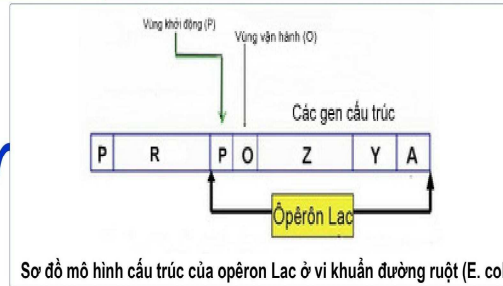 Vùng khởi động (P)
Vùng vận hành (O)
Các gen cấu trúc
P R P O Z Y A
Ôpêrôn Lac
Sơ đồ mô hình cấu trúc của opêron Lac ở vi khuẩn đường ruột (E. col